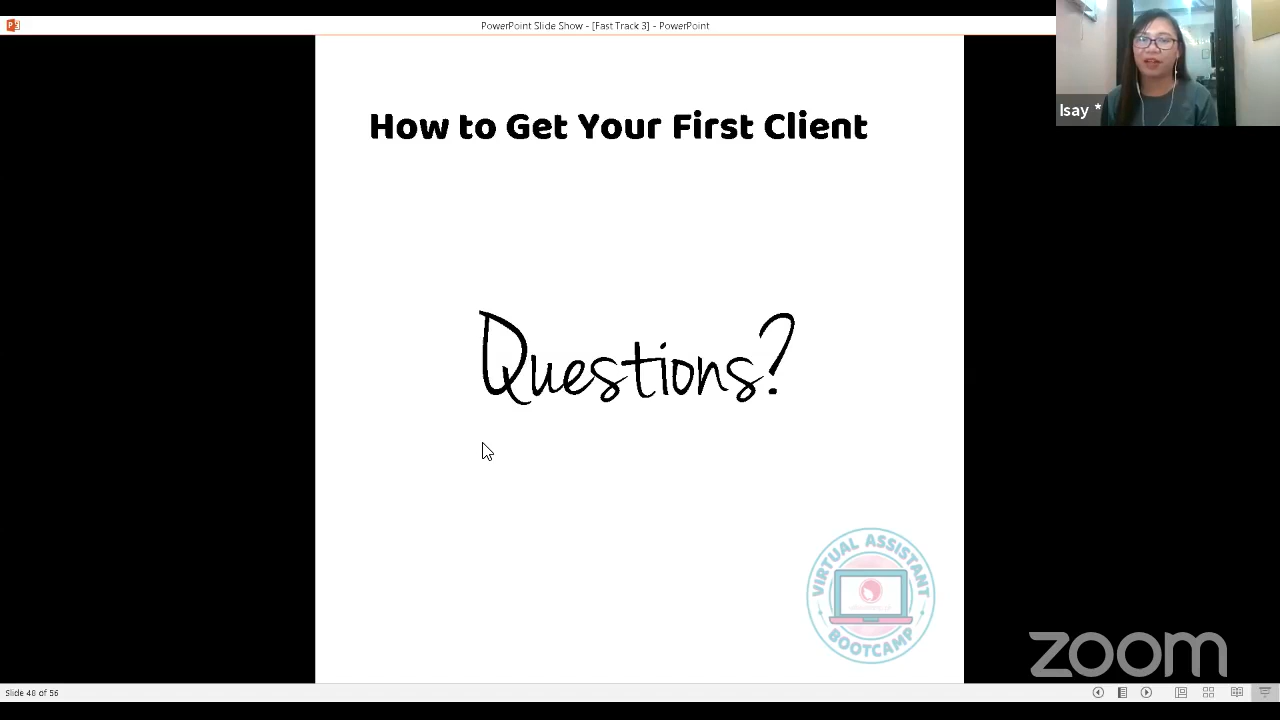 PowerPoint Slide Show - [Fast Track 3] - PowerPoint
Isay *
How to Get Your First Client
Questions?
VIRTUAL ASSISTANT
BOOTCAMP
zoom
Slide 48 of 56